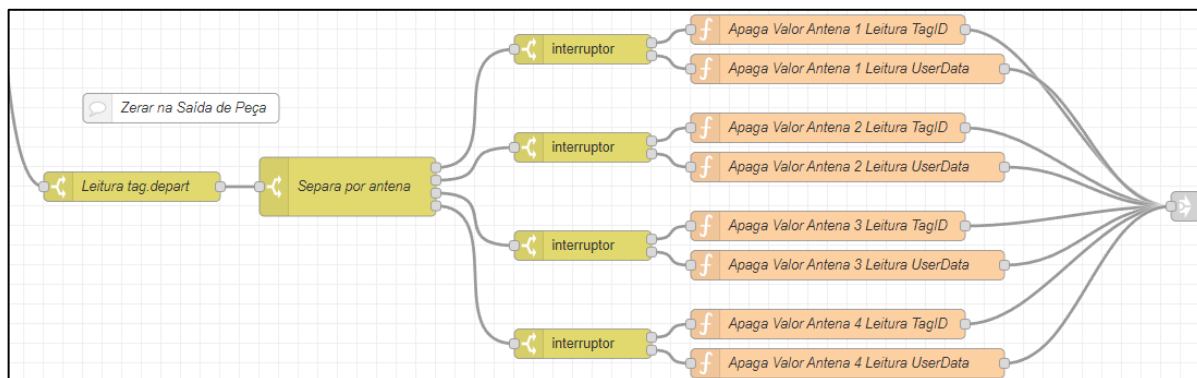 interruptor
Apaga Valor Antena 1 Leitura TagID
Apaga Valor Antena 1 Leitura UserData
Zerar na Saída de Peça
interruptor
Apaga Valor Antena 2 Leitura TagID
Apaga Valor Antena 2 Leitura UserData
Leitura tag.depart
Separa por antena
interruptor
Apaga Valor Antena 3 Leitura TagID
Apaga Valor Antena 3 Leitura UserData
interruptor
Apaga Valor Antena 4 Leitura TagID
Apaga Valor Antena 4 Leitura UserData